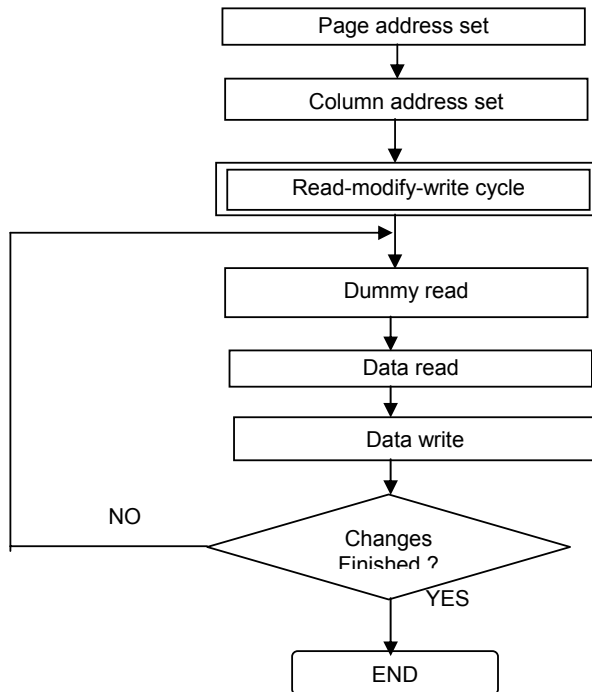 Page address set
Column address set
Read-modify-write cycle
Dummy read
Data read
Data write
NO
Changes
Finished ?
YES
END